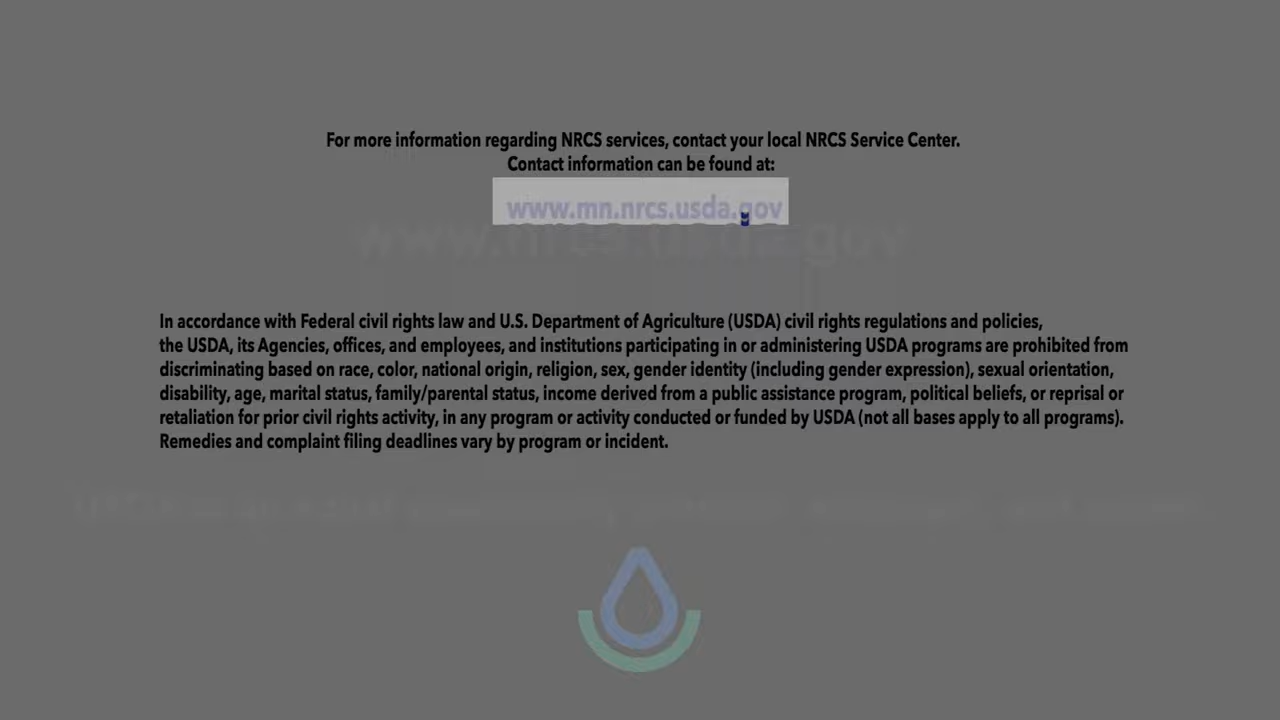 For more information regarding NRCS services, contact your local NRCS Service Center.
Contact information can be found at:
www.mn.nrcs.usda.gov
www.nrcs.usda.gov
In accordance with Federal civil rights law and U.S. Department of Agriculture (USDA) civil rights regulations and policies,
the USDA, its Agencies, offices, and employees, and institutions participating in or administering USDA programs are prohibited from
discriminating based on race, color, national origin, religion, sex, gender identity (including gender expression), sexual orientation,
disability, age, marital status, family/parental status, income derived from a public assistance program, political beliefs, or reprisal or
retaliation for prior civil rights activity, in any program or activity conducted or funded by USDA (not all bases apply to all programs).
Remedies and complaint filing deadlines vary by program or incident.